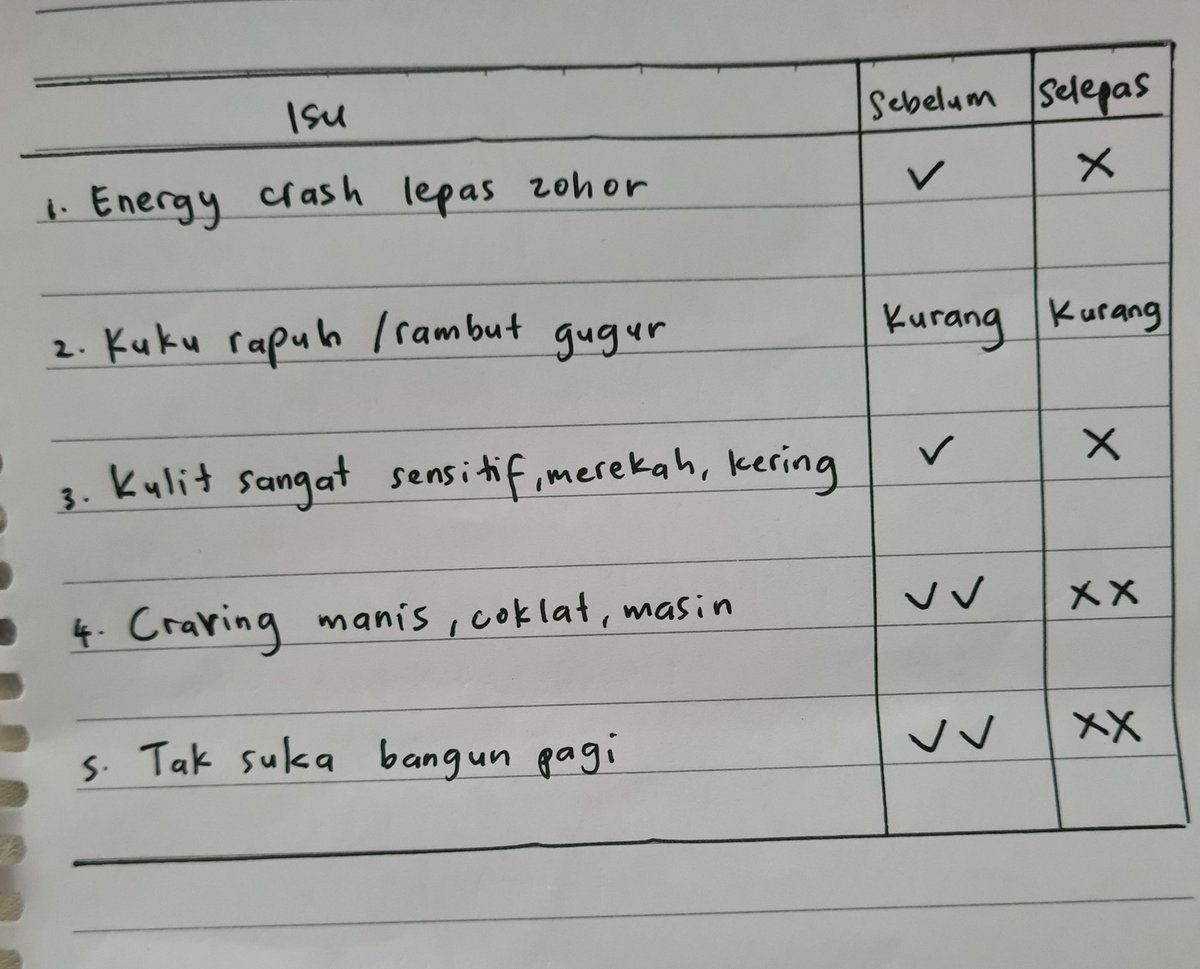 Isu Sebelum Selepas
1. Energy crash lepas zohor ✓ ✗
2. Kuku rapuh / rambut gugur Kurang Kurang
3. Kulit sangat sensitif, merekah, kering ✓ ✗
4. Craving manis, coklat, masin ✓✓ ✗✗
5. Tak suka bangun pagi ✓✓ ✗✗